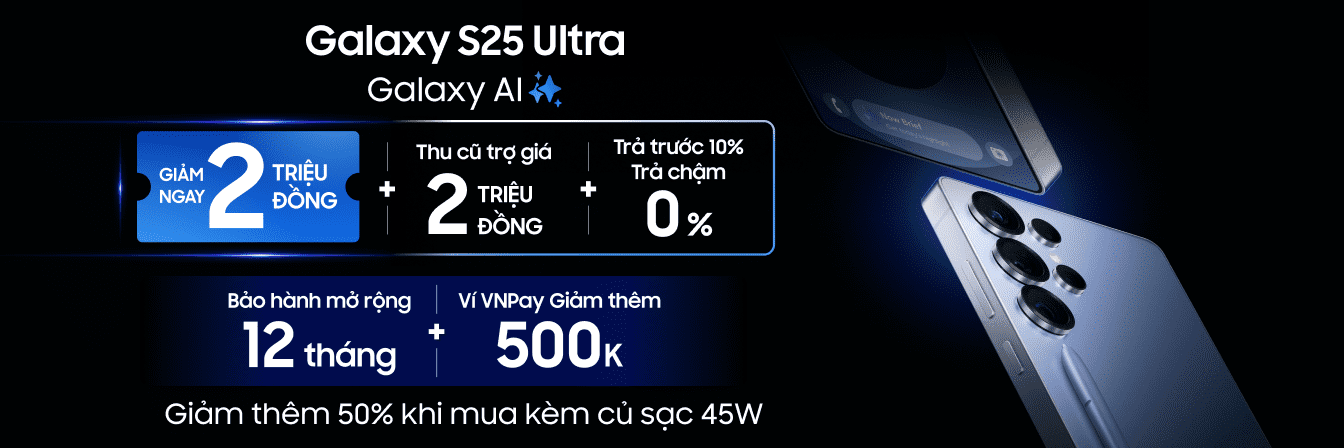 Galaxy S25 Ultra
Galaxy AI
GIẢM NGAY 2 TRIỆU ĐỒNG
+
Thu cũ trợ giá
2 TRIỆU ĐỒNG
+
Trả trước 10%
Trả chậm
0 %
Bảo hành mở rộng
12 tháng
+
Ví VNPay Giảm thêm
500K
Giảm thêm 50% khi mua kèm củ sạc 45W
Now Brief